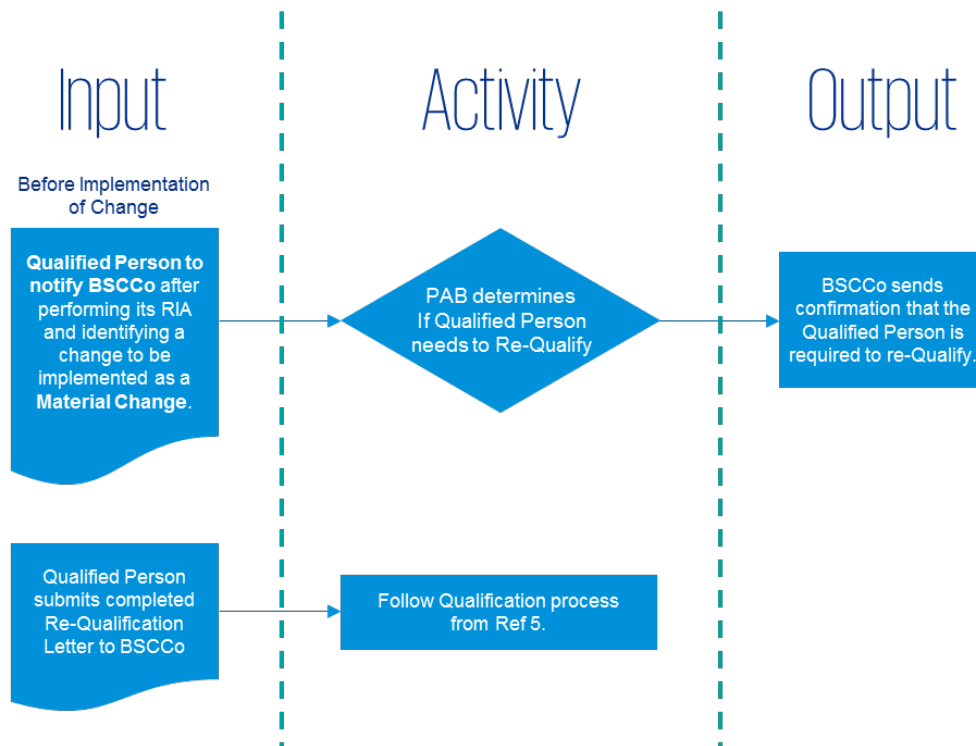 Input
Activity
Output
Before Implementation
of Change
Qualified Person to
notify BSCCo after
performing its RIA
and identifying a
change to be
implemented as a
Material Change.
PAB determines
If Qualified Person
needs to Re-Qualify
BSCCo sends
confirmation that the
Qualified Person is
required to re-Qualify.
Qualified Person
submits completed
Re-Qualification
Letter to BSCCo
Follow Qualification process
from Ref 5.